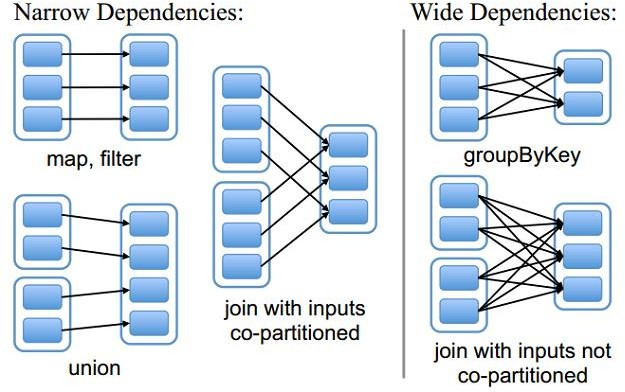 Narrow Dependencies:
Wide Dependencies:
map, filter
groupByKey
join with inputs
co-partitioned
union
join with inputs not
co-partitioned